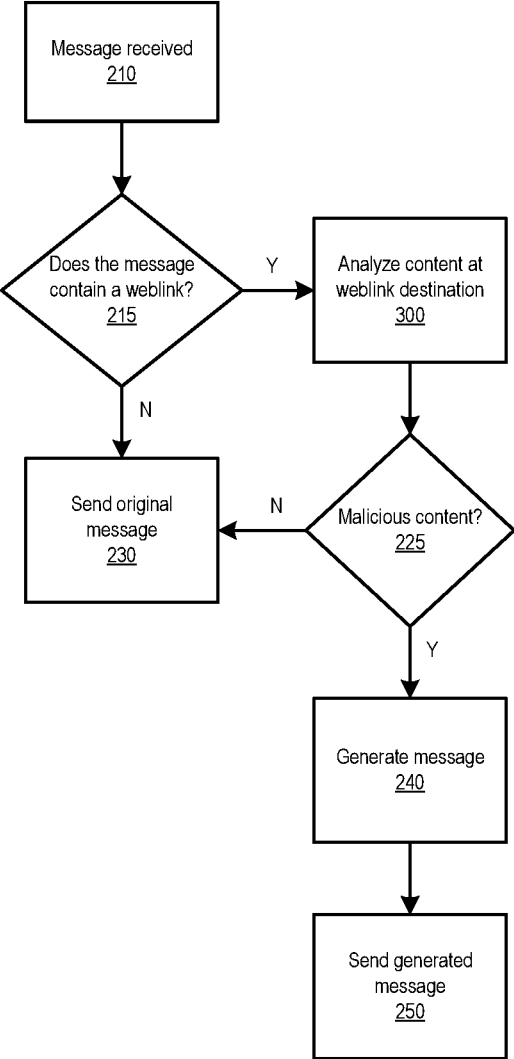 Message received
210
Does the message
contain a weblink?
215
Y
Analyze content at
weblink destination
300
N
Send original
message
230
N
Malicious content?
225
Y
Generate message
240
Send generated
message
250